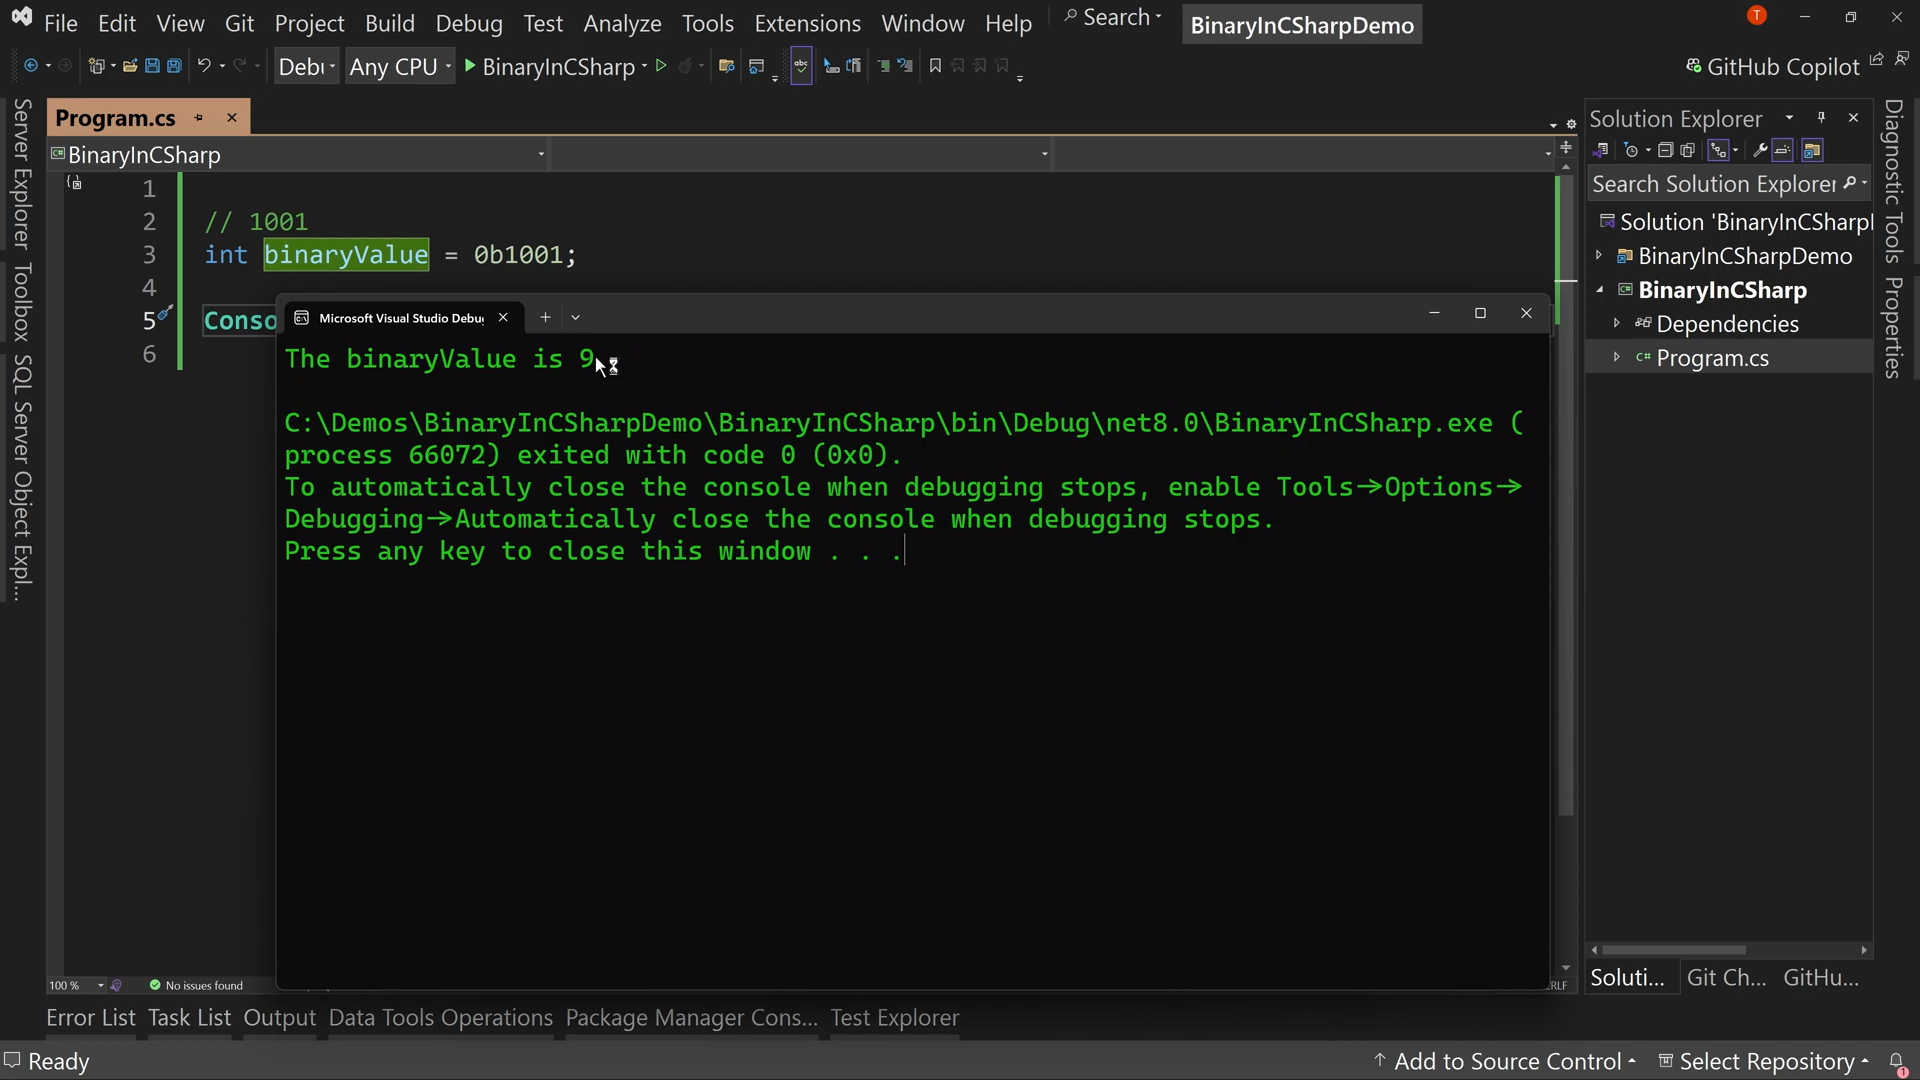 File Edit View Git Project Build Debug Test Analyze Tools Extensions Window Help Search BinaryInCSharpDemo
T
Any CPU BinaryInCSharp
GitHub Copilot
Program.cs
BinaryInCSharp
1
2 // 1001
3 int binaryValue = 0b1001;
4
5 Conso
6
Microsoft Visual Studio Debu
The binaryValue is 9
C:\Demos\BinaryInCSharpDemo\BinaryInCSharp\bin\Debug\net8.0\BinaryInCSharp.exe (
process 66072) exited with code 0 (0x0).
To automatically close the console when debugging stops, enable Tools->Options->
Debugging->Automatically close the console when debugging stops.
Press any key to close this window . . .
Server Explorer
Toolbox
SQL Server Object Expl...
Solution Explorer
Search Solution Explorer
Solution 'BinaryInCSharp
BinaryInCSharpDemo
BinaryInCSharp
Dependencies
C# Program.cs
Soluti... Git Ch... GitHu...
Diagnostic Tools
Properties
100 % No issues found
Error List Task List Output Data Tools Operations Package Manager Cons... Test Explorer
Ready Add to Source Control Select Repository 1